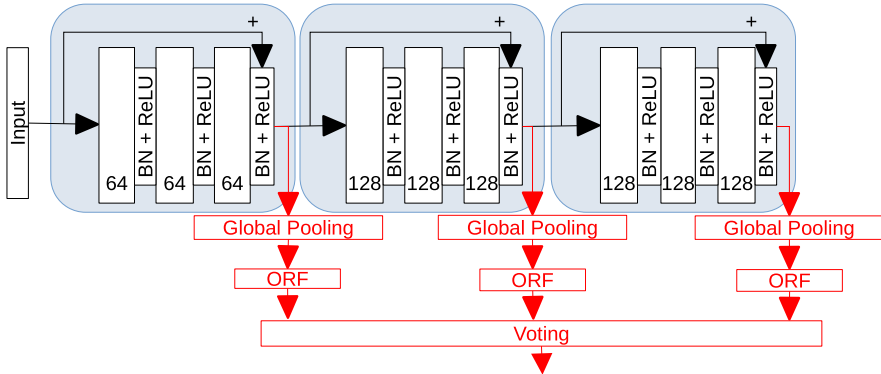 +
+
+
Input
64
BN + ReLU
64
BN + ReLU
64
BN + ReLU
128
BN + ReLU
128
BN + ReLU
128
BN + ReLU
128
BN + ReLU
128
BN + ReLU
128
BN + ReLU
Global Pooling
Global Pooling
Global Pooling
ORF
ORF
ORF
Voting